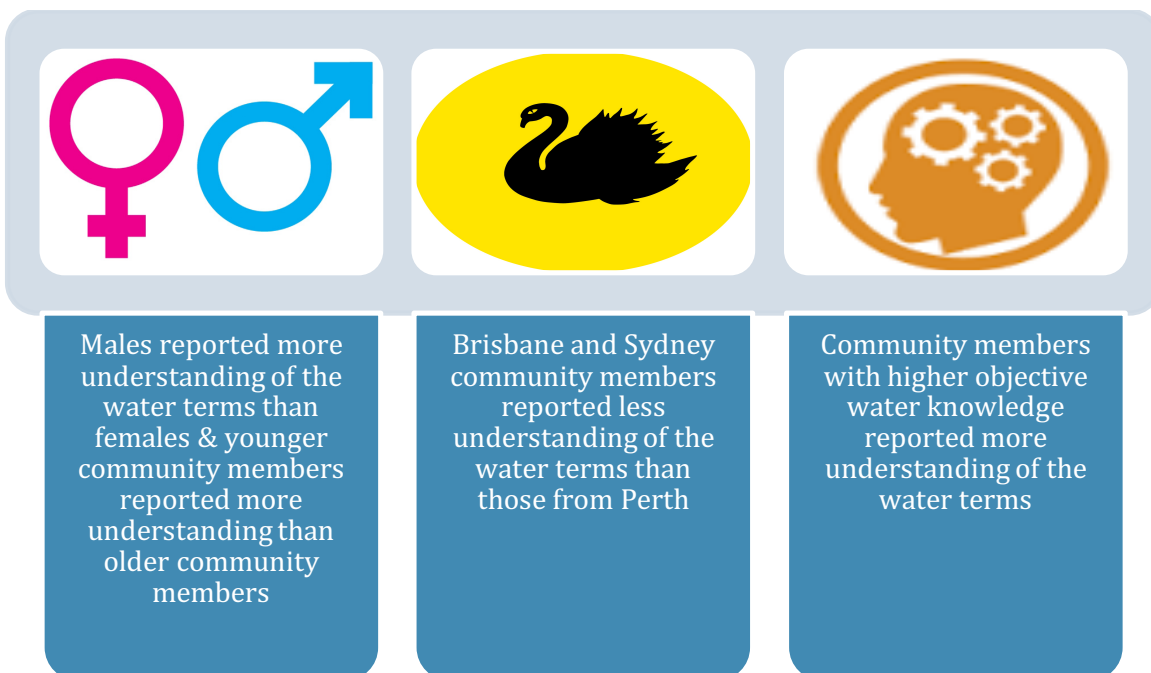 Males reported more
understanding of the
water terms than
females & younger
community members
reported more
understanding than
older community
members
Brisbane and Sydney
community members
reported less
understanding of the
water terms than
those from Perth
Community members
with higher objective
water knowledge
reported more
understanding of the
water terms